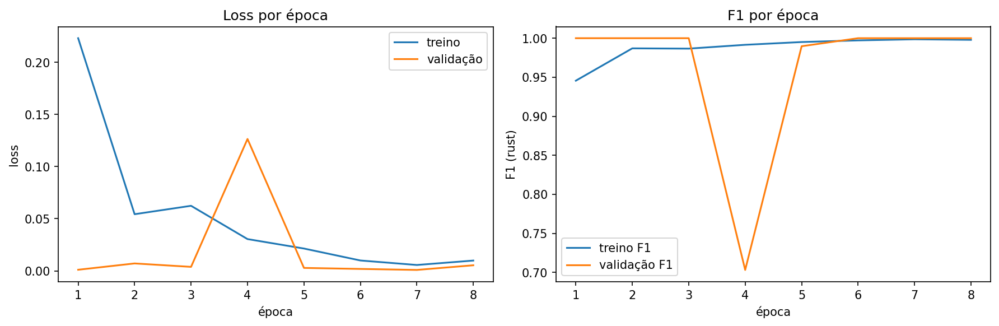 Loss por época
loss
0.20
0.15
0.10
0.05
0.00
treino
validação
1 2 3 4 5 6 7 8
época
F1 por época
F1 (rust)
1.00
0.95
0.90
0.85
0.80
0.75
0.70
treino F1
validação F1
1 2 3 4 5 6 7 8
época